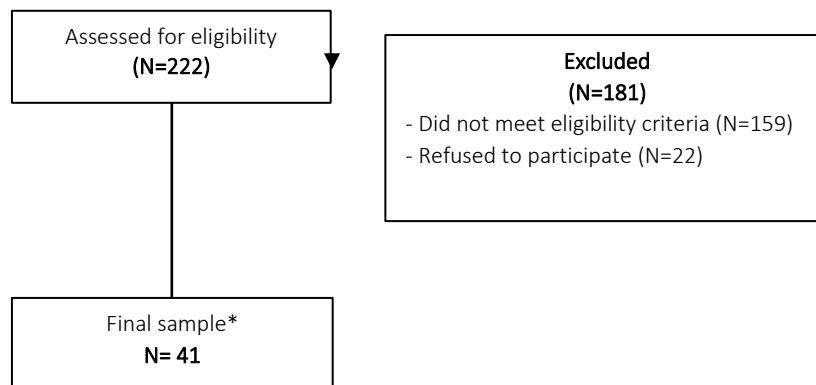 Assessed for eligibility
(N=222)
Excluded
(N=181)
- Did not meet eligibility criteria (N=159)
- Refused to participate (N=22)
Final sample*
N= 41